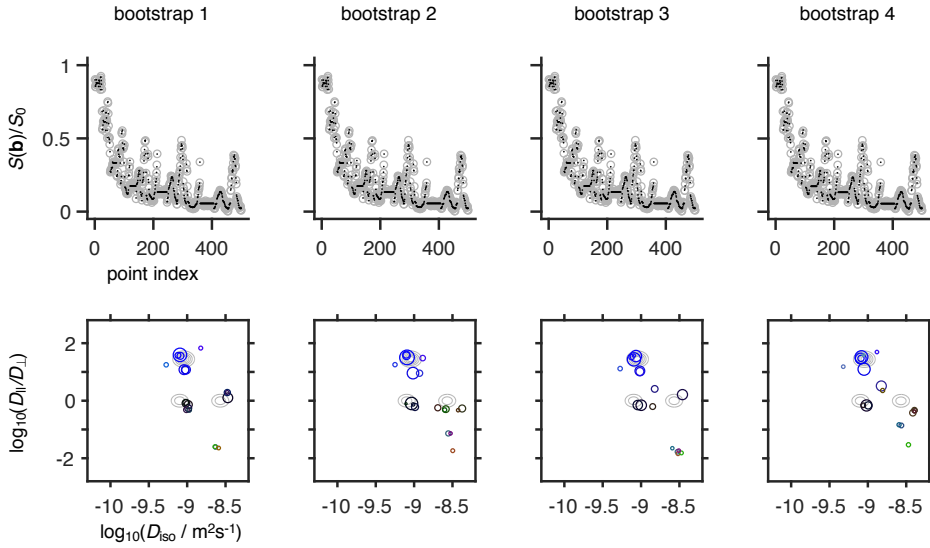 bootstrap 1 bootstrap 2 bootstrap 3 bootstrap 4
S(b)/S₀
1
0.5
0
0 200 400 0 200 400 0 200 400 0 200 400
point index
log₁₀(D∥/D⊥)
2
0
-2
-10 -9.5 -9 -8.5 -10 -9.5 -9 -8.5 -10 -9.5 -9 -8.5 -10 -9.5 -9 -8.5
log₁₀(Diso / m²s⁻¹)